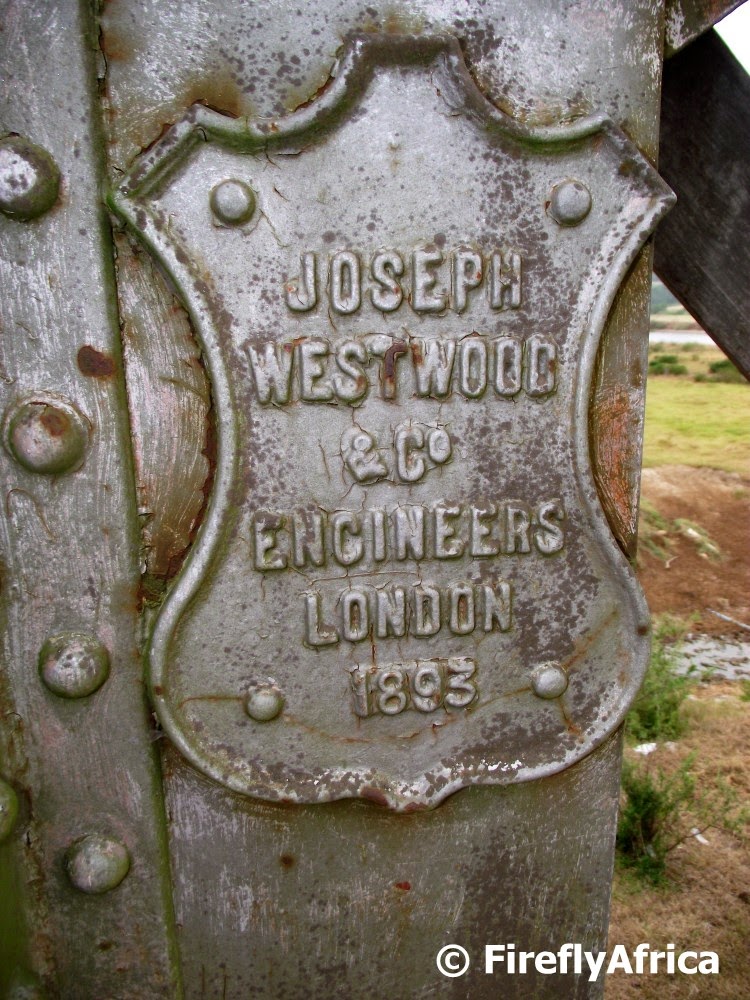 JOSEPH
WESTWOOD
& Co
ENGINEERS
LONDON
1893
© FireflyAfrica